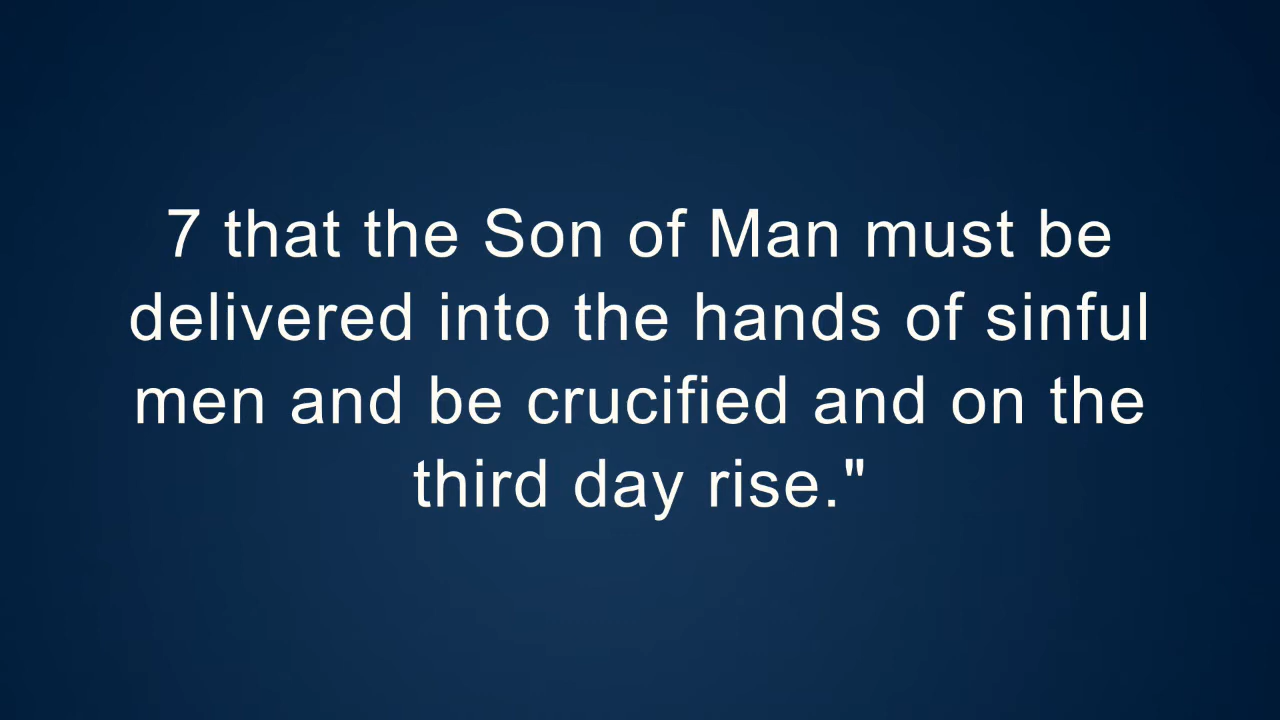 7 that the Son of Man must be
delivered into the hands of sinful
men and be crucified and on the
third day rise."